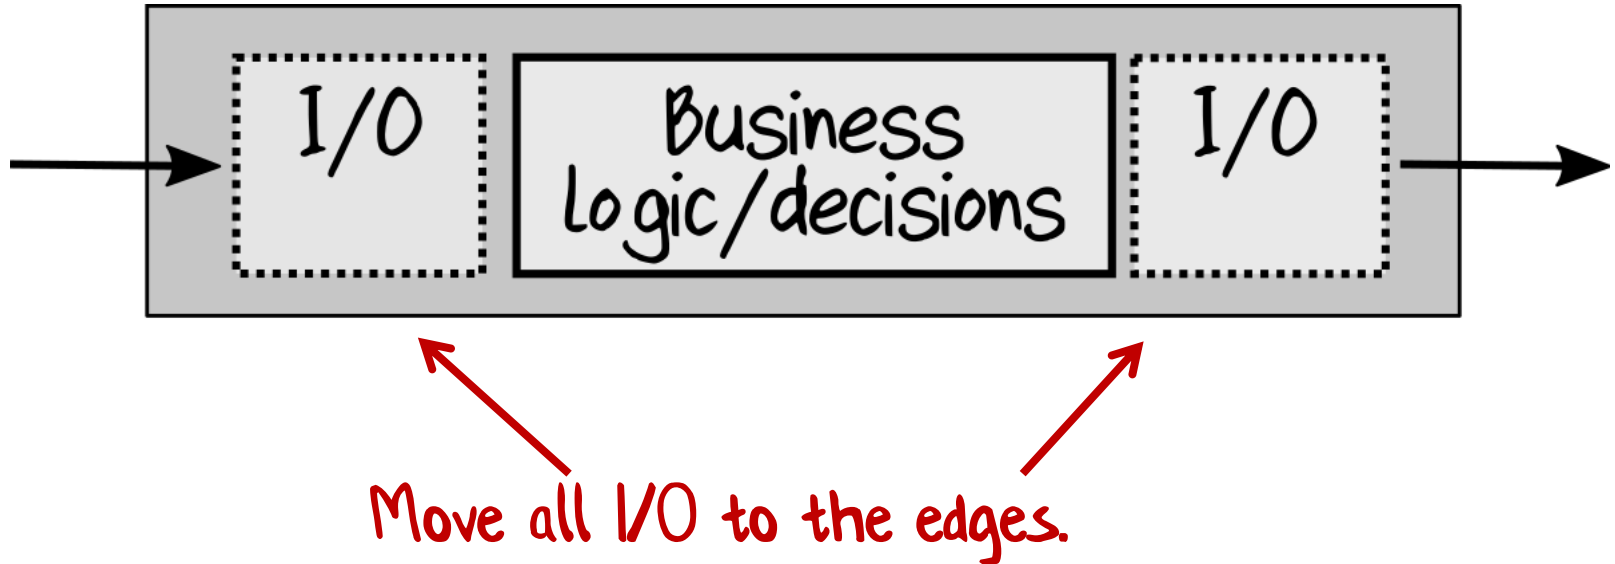 I/O
Business
Logic/decisions
I/O
Move all I/O to the edges.